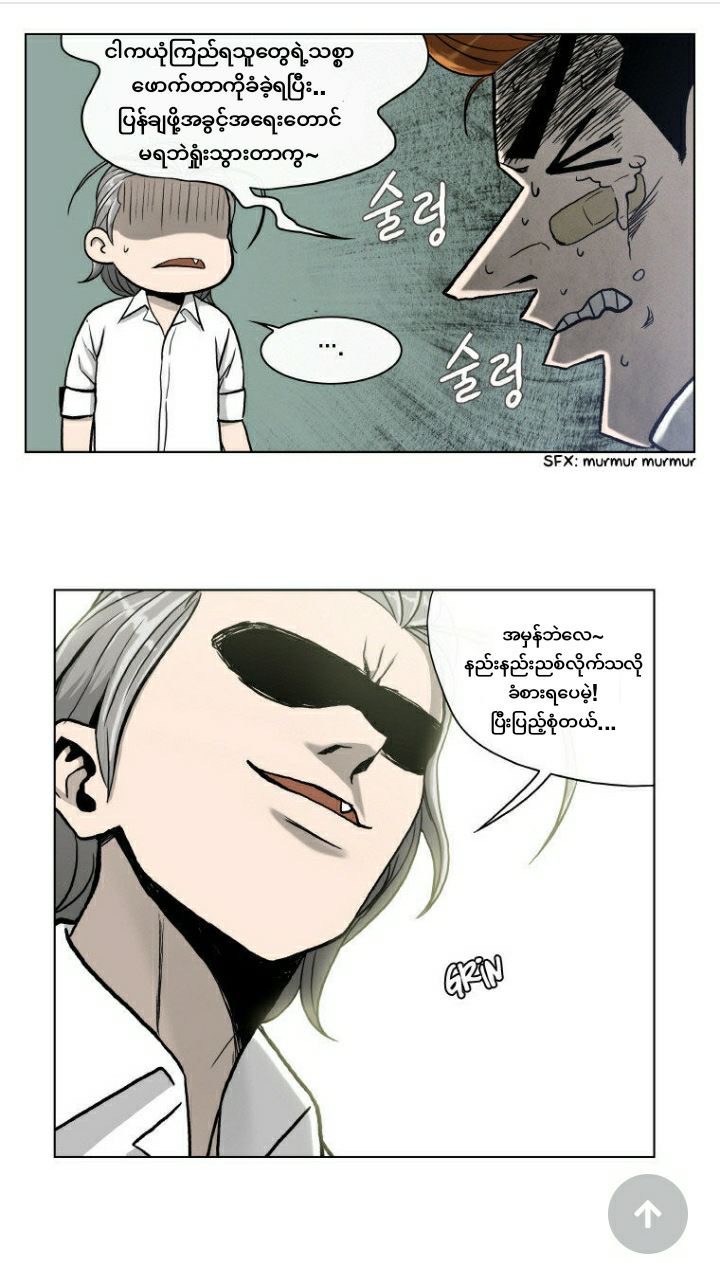 ငါကယုံကြည်ရသူတွေရဲ့သစ္စာ
ဖောက်တာကိုခံခဲ့ရပြီး..
ပြန်ချဖို့အခွင့်အရေးတောင်
မရဘဲရှုံးသွားတာကွ~
술렁
...
술렁
SFX: murmur murmur
အမှန်ဘဲလေ~
နည်းနည်းညစ်လိုက်သလို
ခံစားရပေမဲ့!
ပြီးပြည့်စုံတယ်...
GRIN